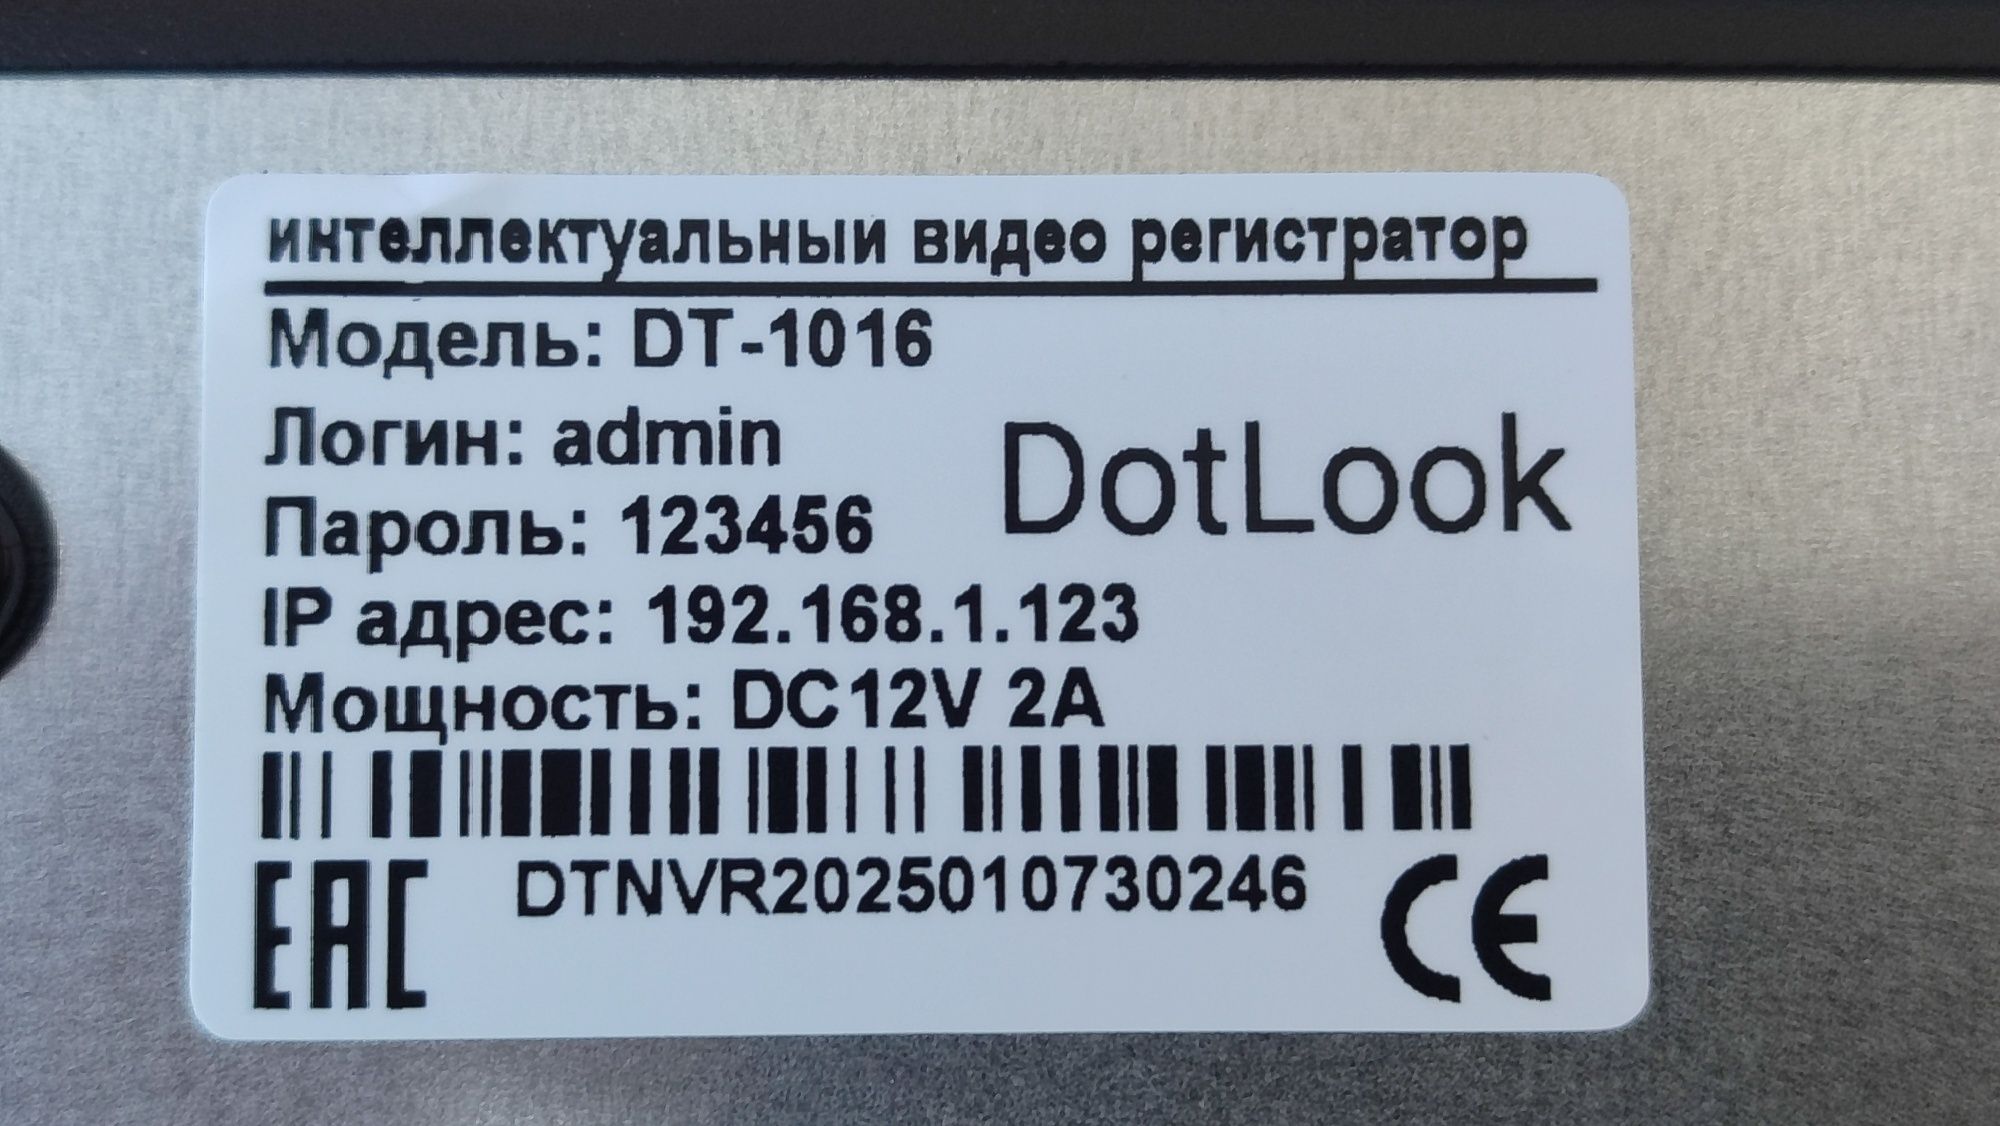 интеллектуальный видео регистратор
Модель: DT-1016
Логин: admin
Пароль: 123456
DotLook
IP адрес: 192.168.1.123
Мощность: DC12V 2A
DTNVR2025010730246
EAC
CE